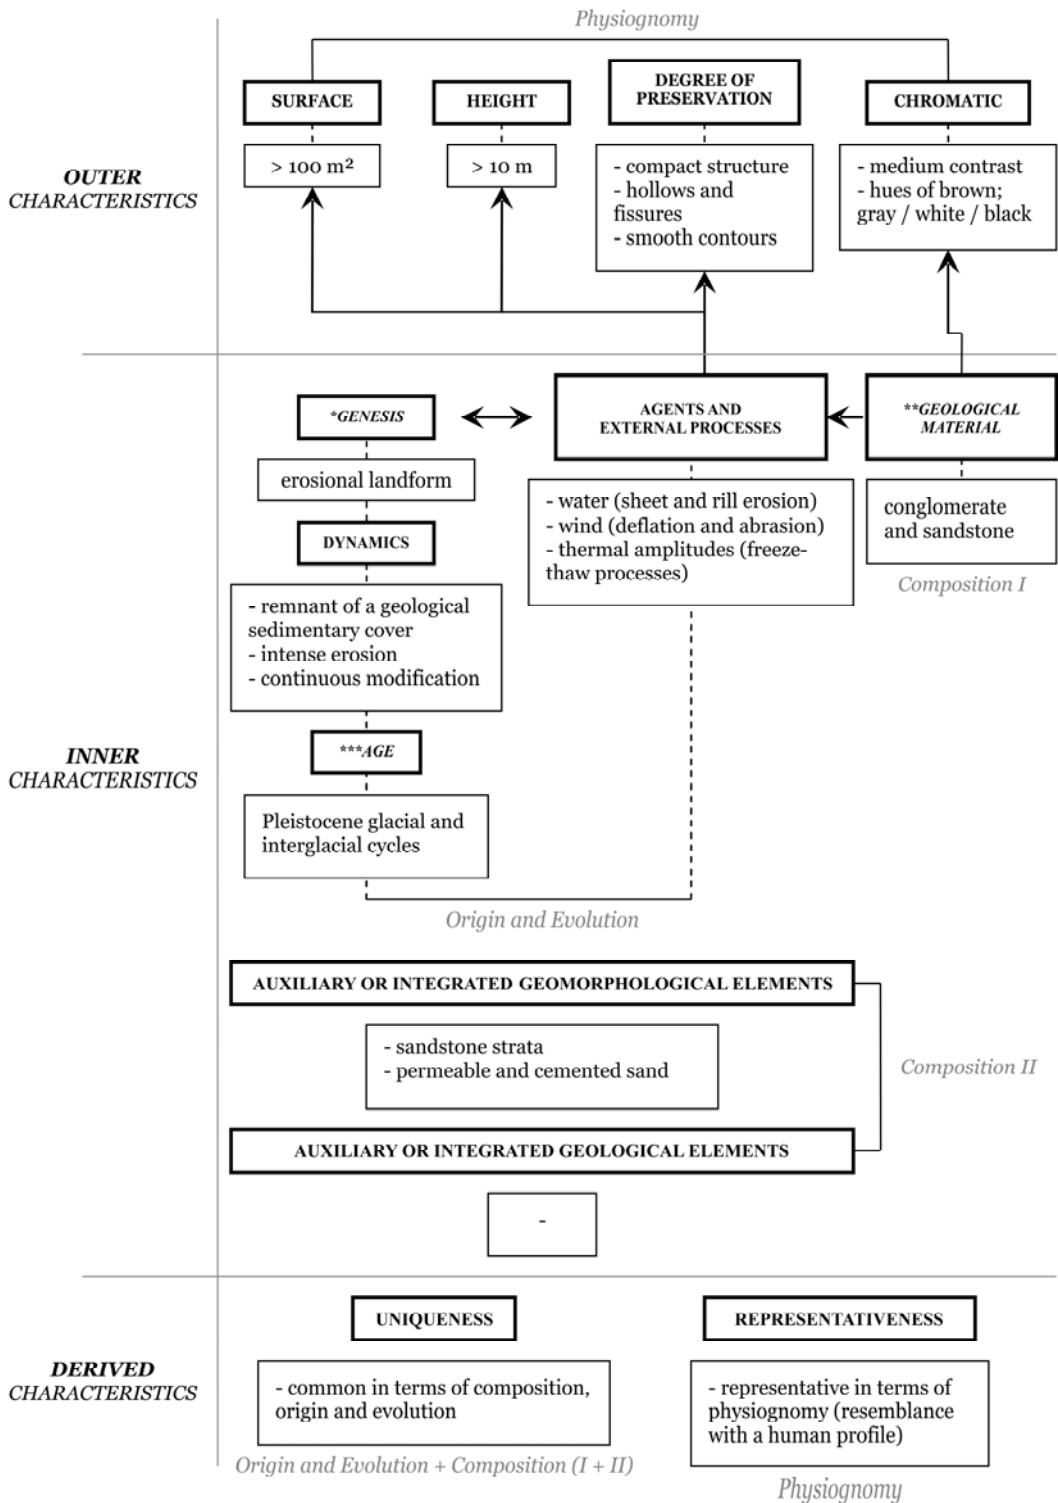 Physiognomy
SURFACE
HEIGHT
DEGREE OF
PRESERVATION
CHROMATIC
> 100 m²
> 10 m
- compact structure
- hollows and
fissures
- smooth contours
- medium contrast
- hues of brown;
gray / white / black
OUTER
CHARACTERISTICS
*GENESIS
AGENTS AND
EXTERNAL PROCESSES
**GEOLOGICAL
MATERIAL
erosional landform
- water (sheet and rill erosion)
- wind (deflation and abrasion)
- thermal amplitudes (freeze-
thaw processes)
conglomerate
and sandstone
Composition I
DYNAMICS
- remnant of a geological
sedimentary cover
- intense erosion
- continuous modification
***AGE
INNER
CHARACTERISTICS
Pleistocene glacial and
interglacial cycles
Origin and Evolution
AUXILIARY OR INTEGRATED GEOMORPHOLOGICAL ELEMENTS
- sandstone strata
- permeable and cemented sand
Composition II
AUXILIARY OR INTEGRATED GEOLOGICAL ELEMENTS
-
UNIQUENESS
REPRESENTATIVENESS
DERIVED
CHARACTERISTICS
- common in terms of composition,
origin and evolution
- representative in terms of
physiognomy (resemblance
with a human profile)
Origin and Evolution + Composition (I + II)
Physiognomy